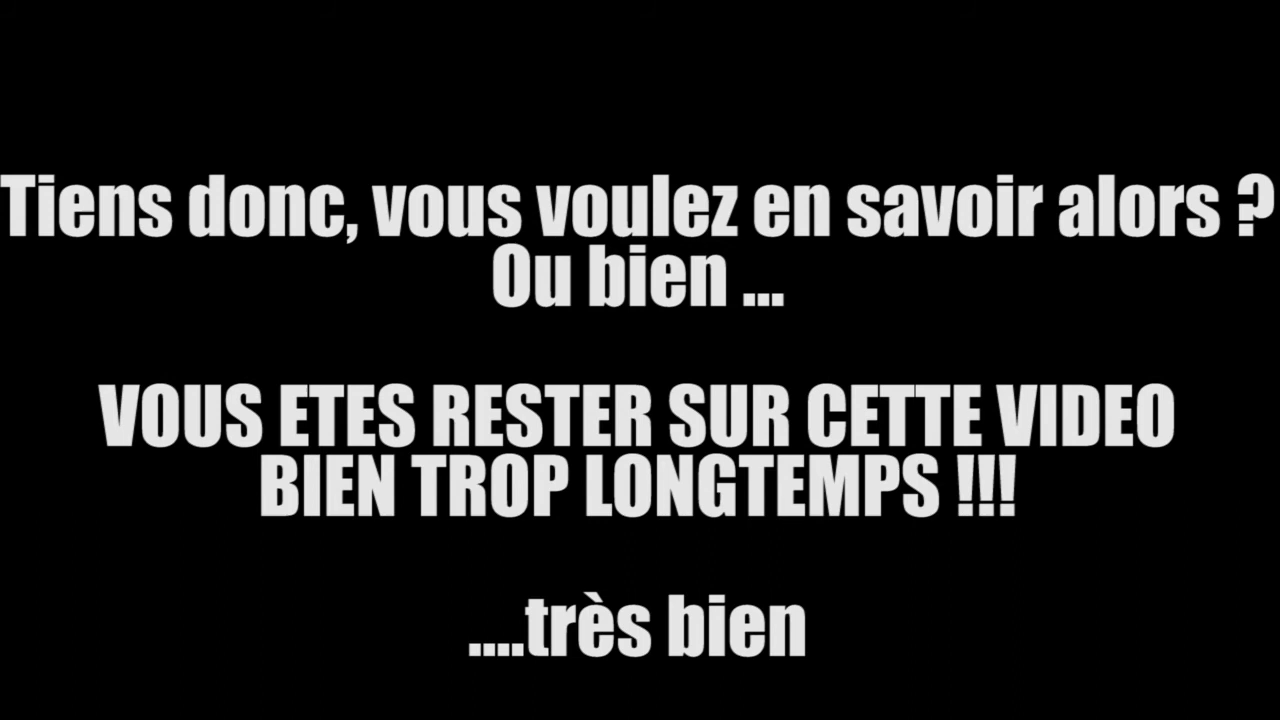 Tiens donc, vous voulez en savoir alors ?
Ou bien ...
VOUS ETES RESTER SUR CETTE VIDEO
BIEN TROP LONGTEMPS !!!
....très bien